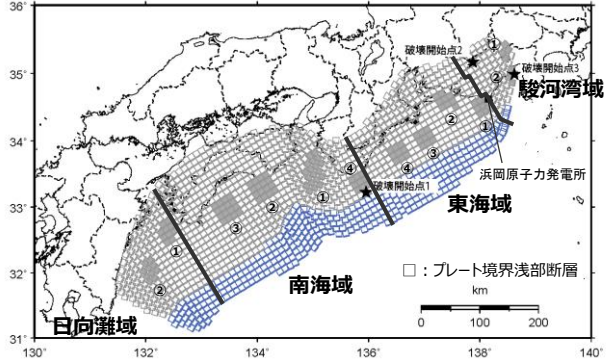 36°
35°
34°
33°
32°
31°
130°
132°
134°
136°
138°
140°
破壊開始点2
①
破壊開始点3
②
駿河湾域
②
①
浜岡原子力発電所
③
④
④
破壊開始点1
東海域
①
②
③
①
②
南海域
日向灘域
□ : プレート境界浅部断層
km
0 50 100 150 200